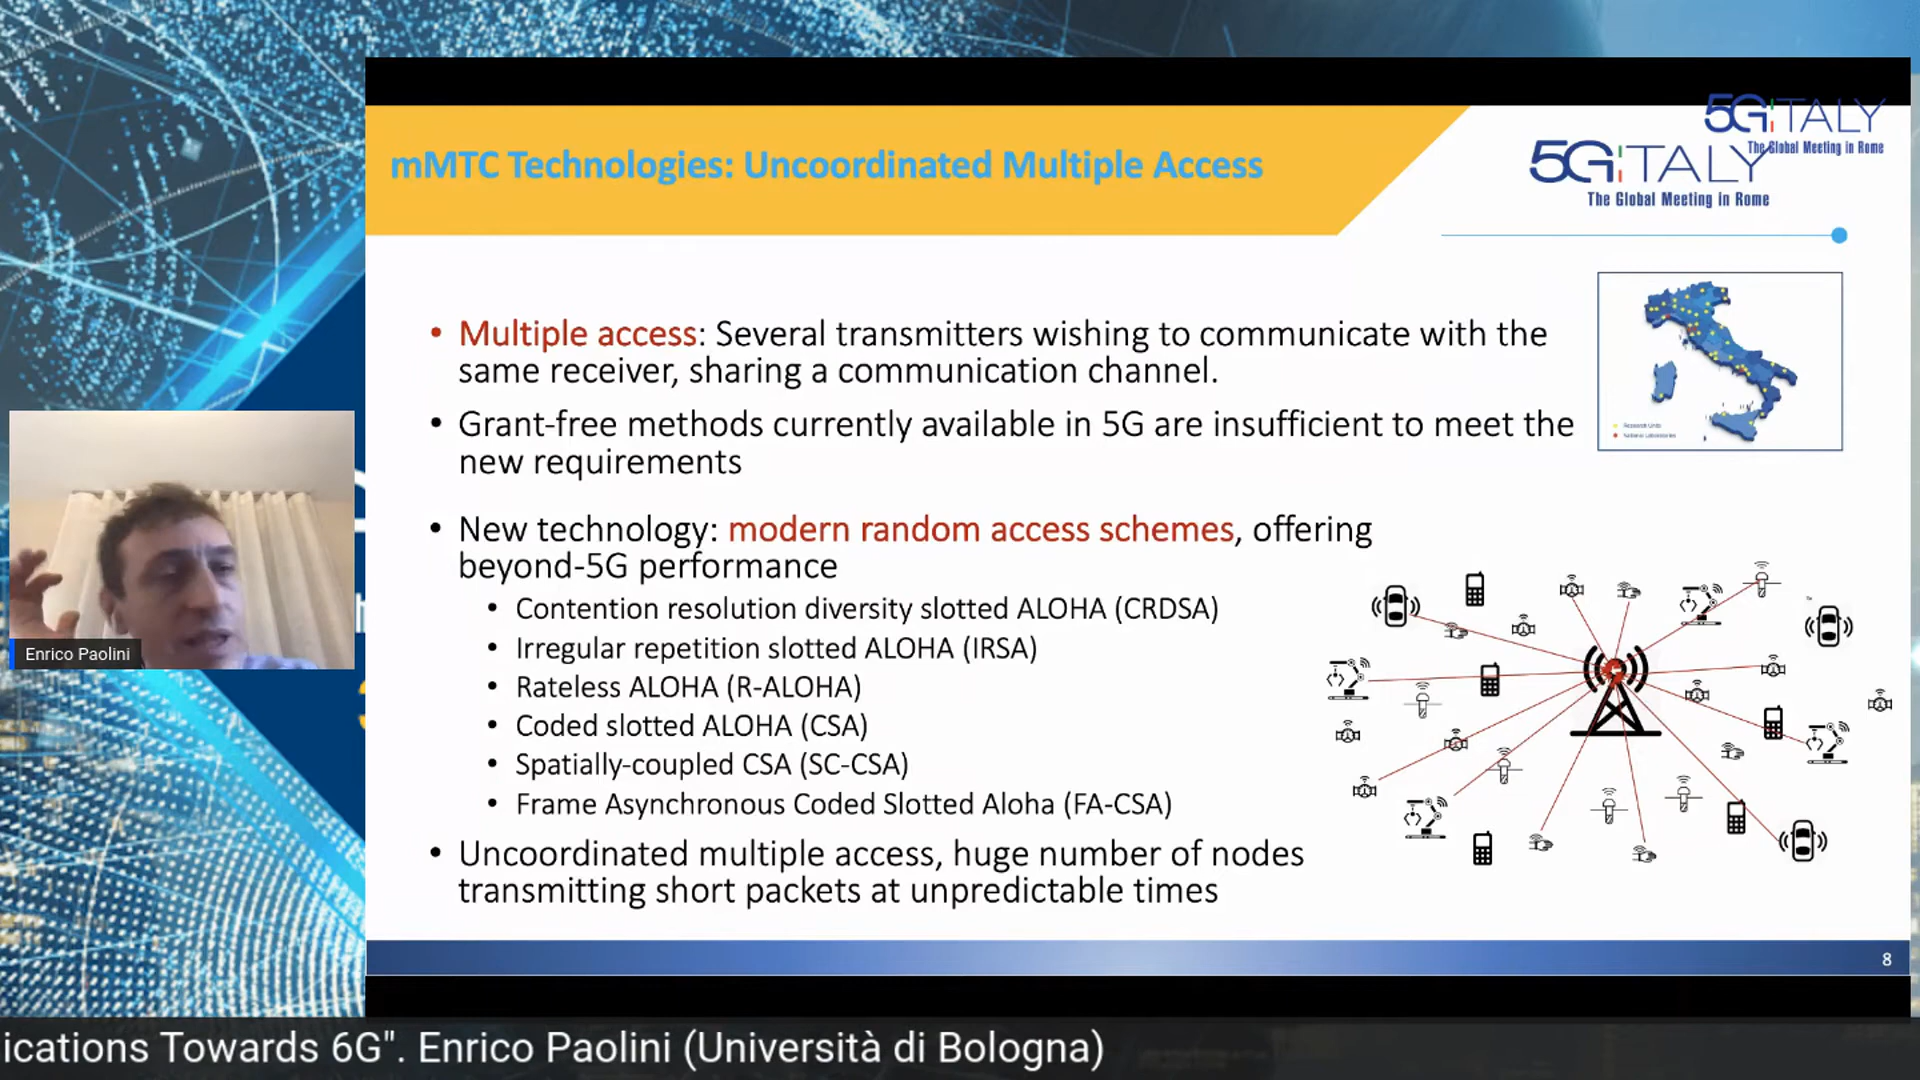 5G ITALY
The Global Meeting in Rome
mMTC Technologies: Uncoordinated Multiple Access
5G ITALY
The Global Meeting in Rome
• Multiple access: Several transmitters wishing to communicate with the
same receiver, sharing a communication channel.
• Grant-free methods currently available in 5G are insufficient to meet the
new requirements
Research Units
National Laboratories
• New technology: modern random access schemes, offering
beyond-5G performance
• Contention resolution diversity slotted ALOHA (CRDSA)
• Irregular repetition slotted ALOHA (IRSA)
• Rateless ALOHA (R-ALOHA)
• Coded slotted ALOHA (CSA)
• Spatially-coupled CSA (SC-CSA)
• Frame Asynchronous Coded Slotted Aloha (FA-CSA)
• Uncoordinated multiple access, huge number of nodes
transmitting short packets at unpredictable times
Enrico Paolini
8
ications Towards 6G". Enrico Paolini (Università di Bologna)